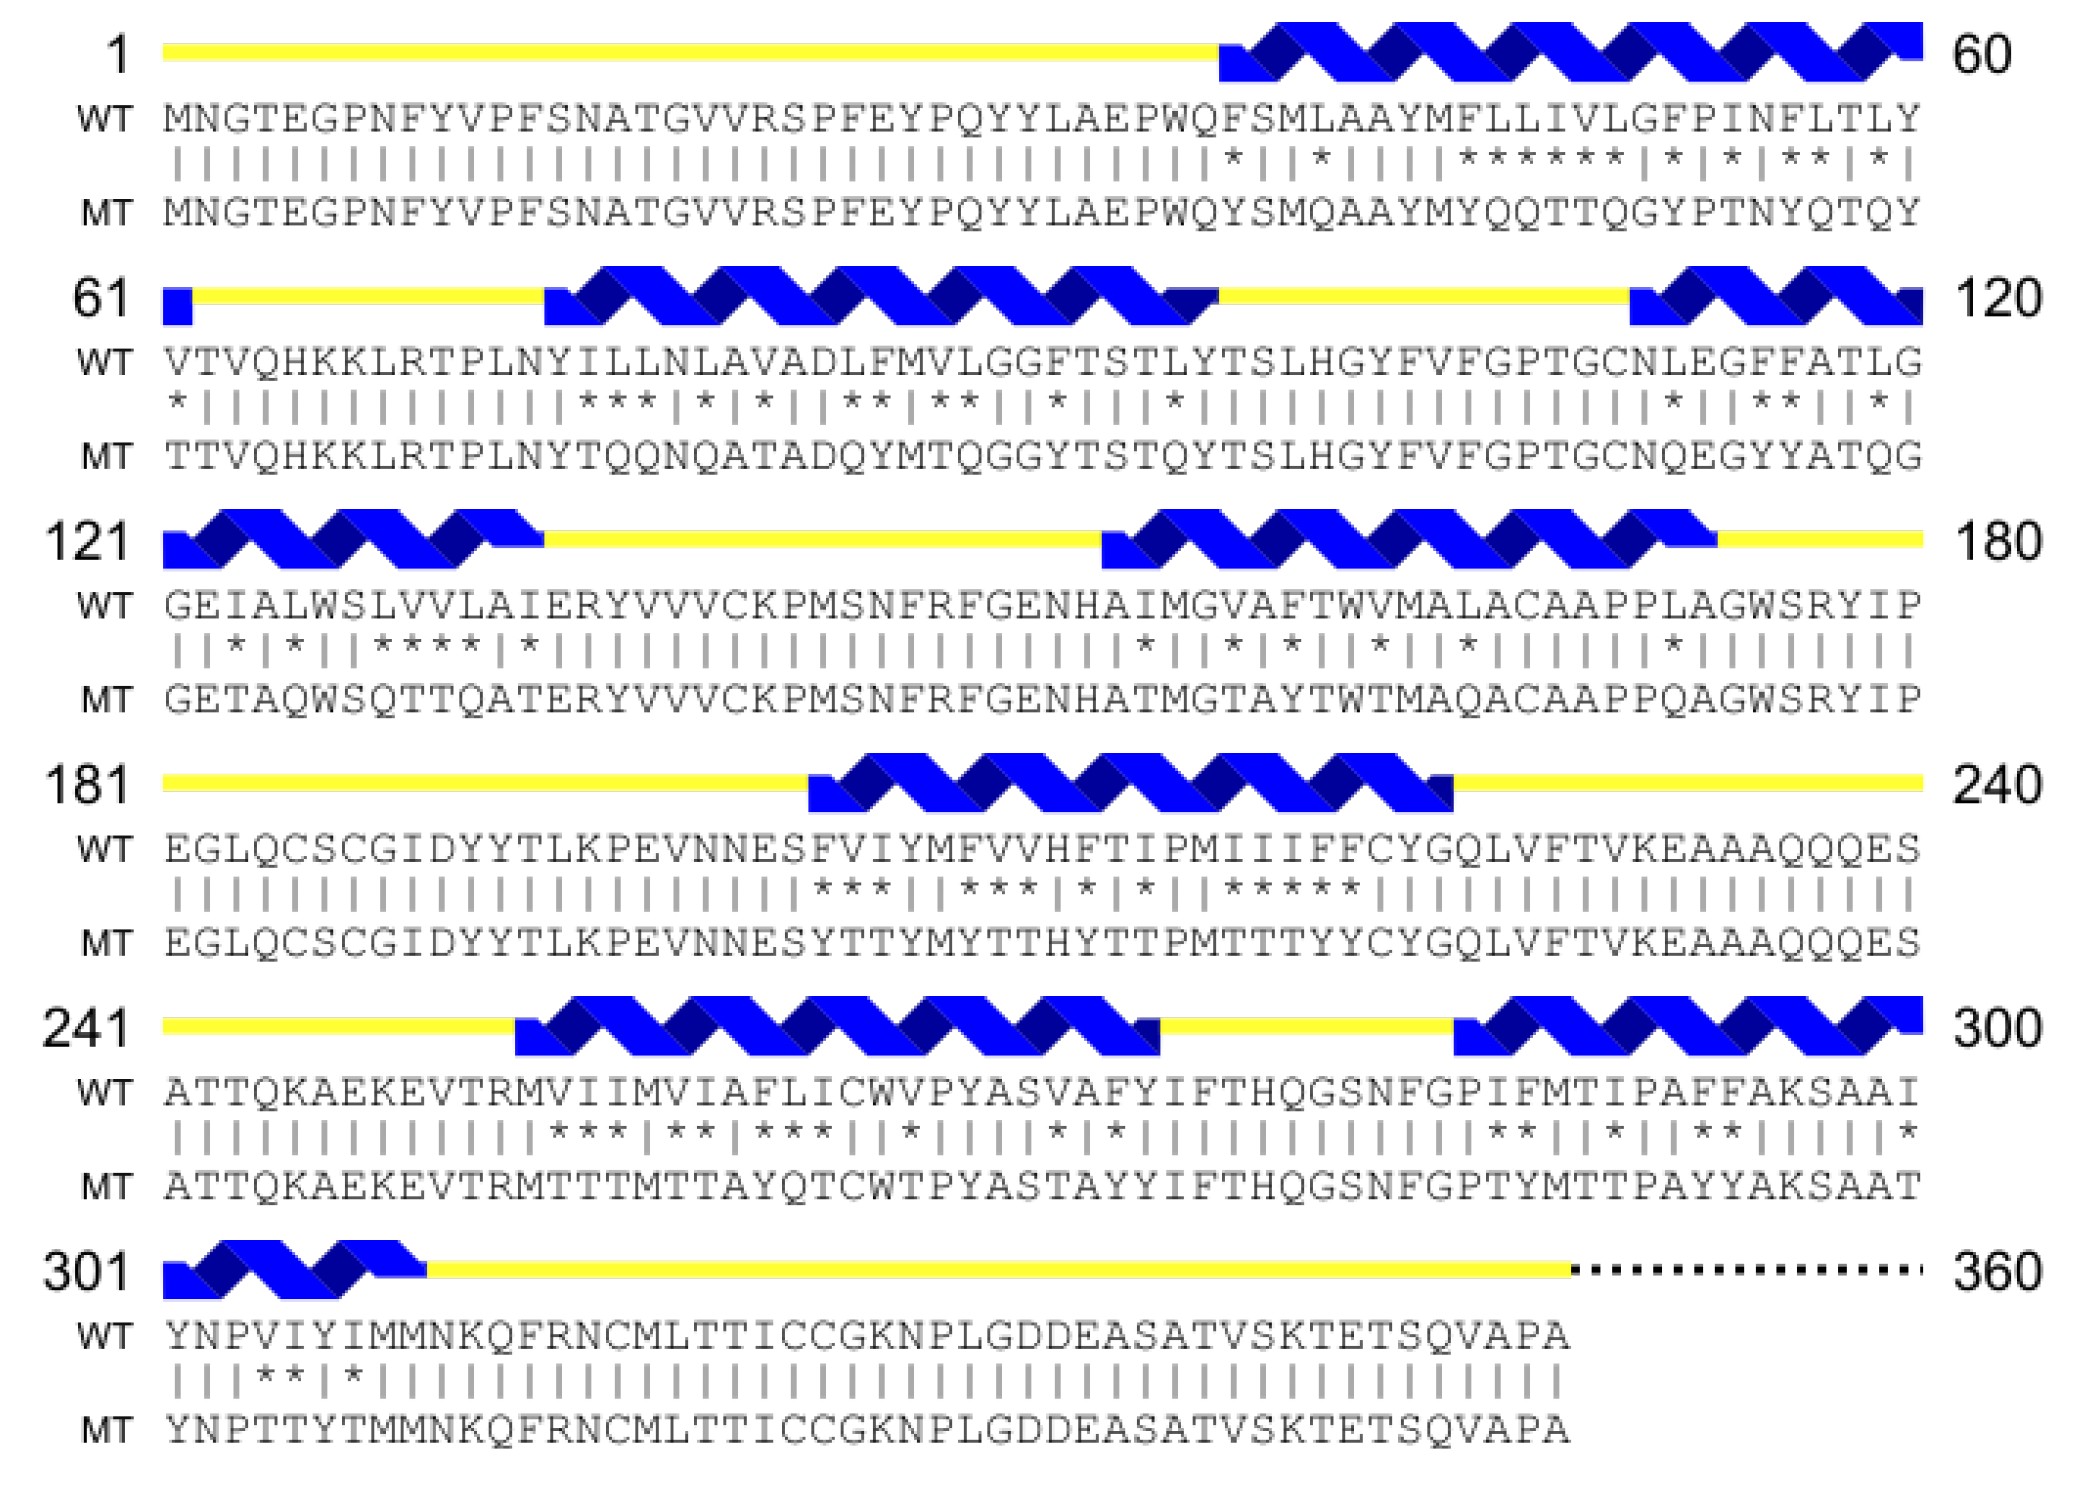 1 60
WT MNGTEGPNFYVPFSNATGVVRSPFEYPQYYLAEPWQFSMLAAYMFLLIVLGFPINFLTLY
||||||||||||||||||||||||||||||||||||*||*||||******|*|*|**|*|
MT MNGTEGPNFYVPFSNATGVVRSPFEYPQYYLAEPWQYSMQAAYMYQQTTQGYPTNYQTQY
61 120
WT VTVQHKKLRTPLNYILLNLAVADLFMVLGGFTSTLYTSLHGYFVFGPTGCNLEGFFATLG
*|||||||||||||***|*|*||**|**||*|||*||||||||||||||||*||**||*|
MT TTVQHKKLRTPLNYTQQNQATADQYMTQGGYTSTQYTSLHGYFVFGPTGCNQEGYYATQG
121 180
WT GEIALWSLVVLAIERYVVVCKPMSNFRFGENHAIMGVAFTWVMALACAAPPLAGWSRYIP
||*|*||****|*||||||||||||||||||||*||*|*||*||*||||||*||||||||
MT GETAQWSQTTQATERYVVVCKPMSNFRFGENHATMGTAYTWTMAQACAAPPQAGWSRYIP
181 240
WT EGLQCSCGIDYYTLKPEVNNESFVIYMFVVHFTIPMIIIFFCYGQLVFTVKEAAAQQQES
||||||||||||||||||||||***||***|*|*||*****|||||||||||||||||||
MT EGLQCSCGIDYYTLKPEVNNESYTTYMYTTHYTTPMTTTYYCYGQLVFTVKEAAAQQQES
241 300
WT ATTQKAEKEVTRMVIIMVIAFLICWVPYASVAFYIFTHQGSNFGPIFMTIPAFFAKSAAI
|||||||||||||***|**|***||*||||*|*||||||||||||**||*||**|||||*
MT ATTQKAEKEVTRMTTTMTTAYQTCWTPYASTAYYIFTHQGSNFGPTYMTTPAYYAKSAAT
301 360
WT YNPVIYIMMNKQFRNCMLTTICCGKNPLGDDEASATVSKTETSQVAPA
|||**|*|||||||||||||||||||||||||||||||||||||||||
MT YNPTTYTMMNKQFRNCMLTTICCGKNPLGDDEASATVSKTETSQVAPA